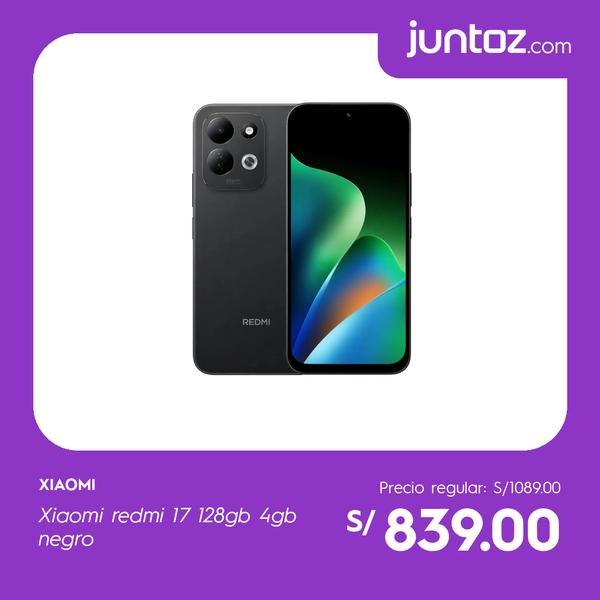 juntoz.com
REDMI
XIAOMI
Xiaomi redmi 17 128gb 4gb
negro
Precio regular: S/1089.00
S/ 839.00